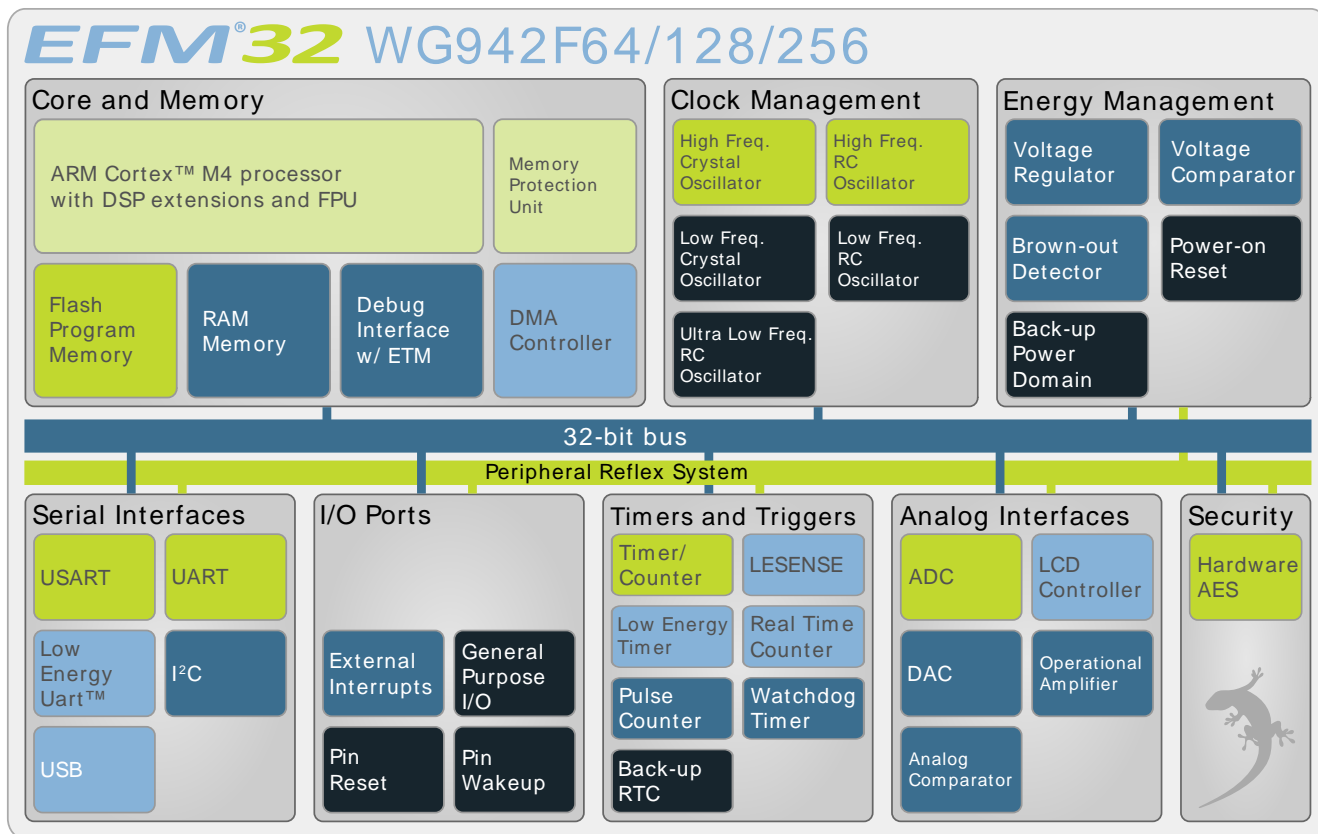 EFM®32 WG942F64/128/256
Core and Memory
ARM Cortex™ M4 processor
with DSP extensions and FPU
Memory
Protection
Unit
Flash
Program
Memory
RAM
Memory
Debug
Interface
w/ ETM
DMA
Controller
Clock Management
High Freq.
Crystal
Oscillator
High Freq.
RC
Oscillator
Low Freq.
Crystal
Oscillator
Low Freq.
RC
Oscillator
Ultra Low Freq.
RC
Oscillator
Energy Management
Voltage
Regulator
Voltage
Comparator
Brown-out
Detector
Power-on
Reset
Back-up
Power
Domain
32-bit bus
Peripheral Reflex System
Serial Interfaces
USART
UART
Low
Energy
Uart™
I²C
USB
I/O Ports
External
Interrupts
General
Purpose
I/O
Pin
Reset
Pin
Wakeup
Timers and Triggers
Timer/
Counter
LESENSE
Low Energy
Timer
Real Time
Counter
Pulse
Counter
Watchdog
Timer
Back-up
RTC
Analog Interfaces
ADC
LCD
Controller
DAC
Operational
Amplifier
Analog
Comparator
Security
Hardware
AES